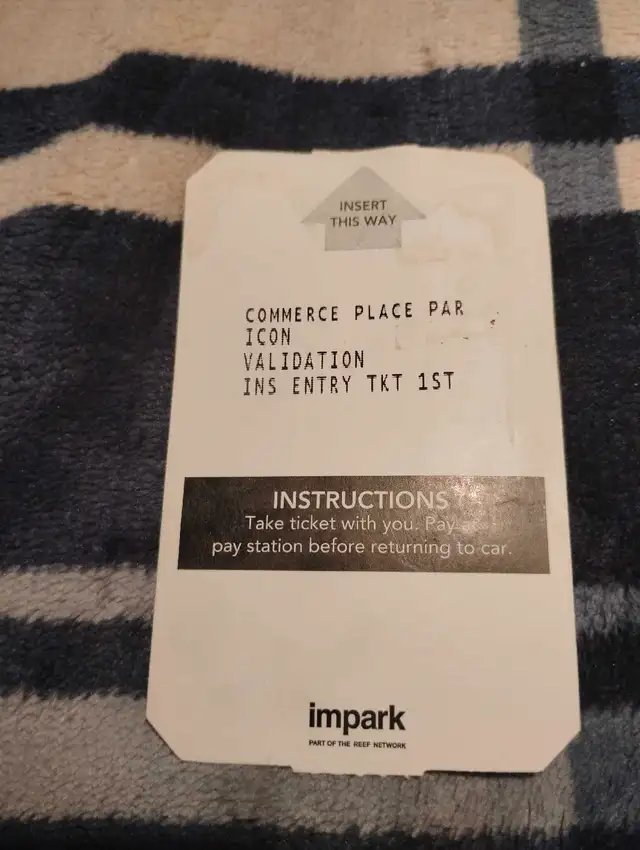 INSERT
THIS WAY
COMMERCE PLACE PAR
ICON
VALIDATION
INS ENTRY TKT 1ST
INSTRUCTIONS
Take ticket with you. Pay at
pay station before returning to car.
impark
PART OF THE REEF NETWORK